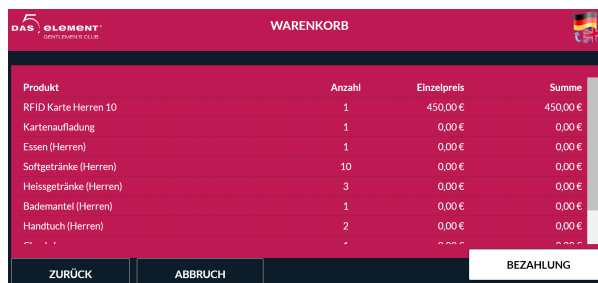 5
DAS element
GENTLEMEN'S CLUB
WARENKORB
Produkt Anzahl Einzelpreis Summe
RFID Karte Herren 10 1 450,00 € 450,00 €
Kartenaufladung 1 0,00 € 0,00 €
Essen (Herren) 1 0,00 € 0,00 €
Softgetränke (Herren) 10 0,00 € 0,00 €
Heissgetränke (Herren) 3 0,00 € 0,00 €
Bademantel (Herren) 1 0,00 € 0,00 €
Handtuch (Herren) 2 0,00 € 0,00 €
ZURÜCK ABBRUCH BEZAHLUNG